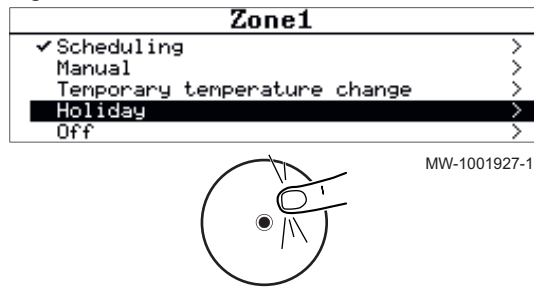 Zone1
✓ Scheduling >
Manual >
Temporary temperature change >
Holiday >
Off >
MW-1001927-1